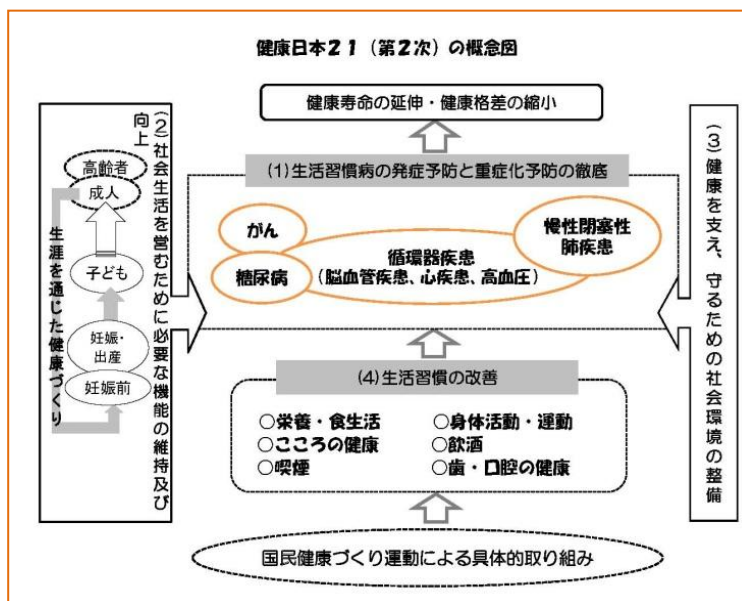 健康日本21（第2次）の概念図
健康寿命の延伸・健康格差の縮小
(2)社会生活を営むために必要な機能の維持及び
向上
高齢者
成人
子ども
妊娠・
出産
妊娠前
生涯を通じた健康づくり
(1)生活習慣病の発症予防と重症化予防の徹底
がん
糖尿病
循環器疾患
(脳血管疾患、心疾患、高血圧)
慢性閉塞性
肺疾患
(3)健康を支え、守るための社会環境の整備
(4)生活習慣の改善
○栄養・食生活
○身体活動・運動
○こころの健康
○飲酒
○喫煙
○歯・口腔の健康
国民健康づくり運動による具体的取り組み